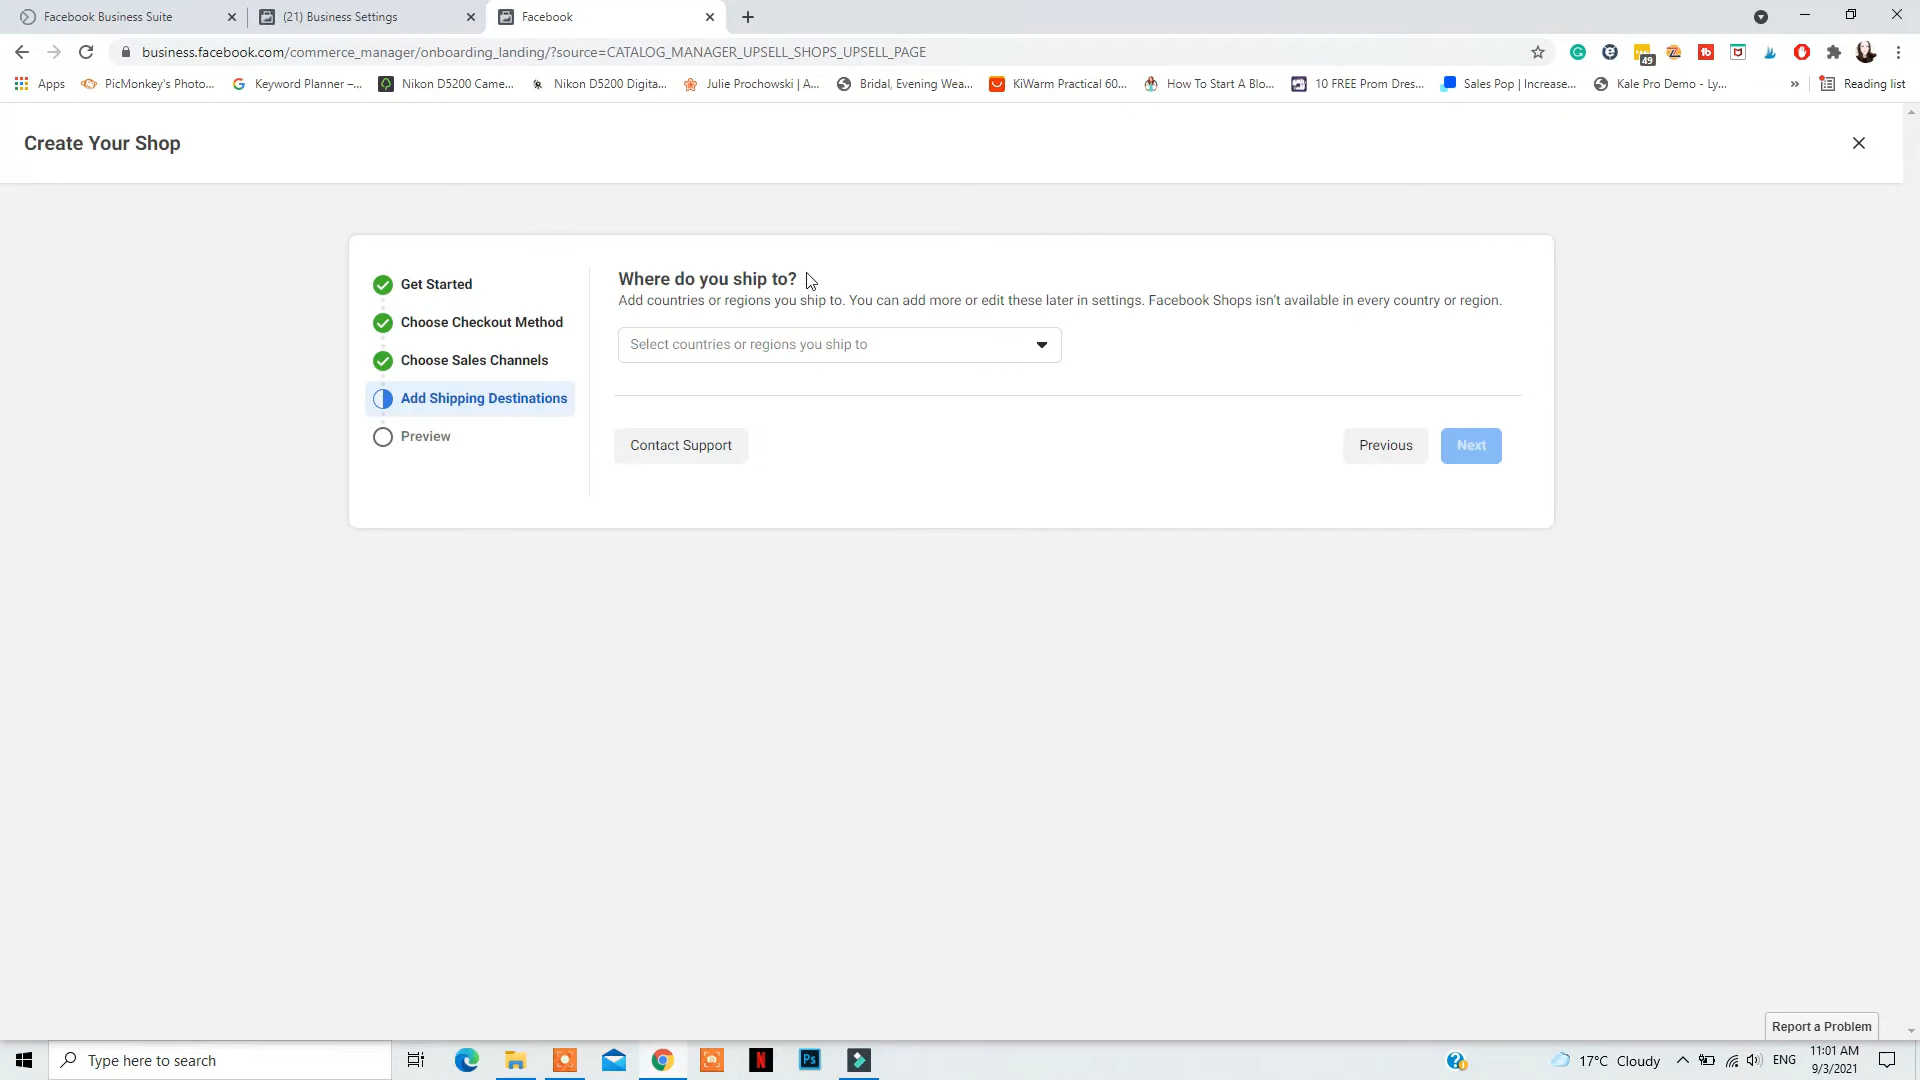 Facebook Business Suite
(21) Business Settings
Facebook
business.facebook.com/commerce_manager/onboarding_landing/?source=CATALOG_MANAGER_UPSELL_SHOPS_UPSELL_PAGE
49
Apps
PicMonkey's Photo...
Keyword Planner –...
Nikon D5200 Came...
Nikon D5200 Digita...
Julie Prochowski | A...
Bridal, Evening Wea...
KiWarm Practical 60...
How To Start A Blo...
10 FREE Prom Dres...
Sales Pop | Increase...
Kale Pro Demo - Ly...
»
Reading list
Create Your Shop
Get Started
Choose Checkout Method
Choose Sales Channels
Add Shipping Destinations
Preview
Where do you ship to?
Add countries or regions you ship to. You can add more or edit these later in settings. Facebook Shops isn't available in every country or region.
Select countries or regions you ship to
Contact Support
Previous
Next
Report a Problem
Type here to search
N
Ps
17°C Cloudy
ENG
11:01 AM
9/3/2021